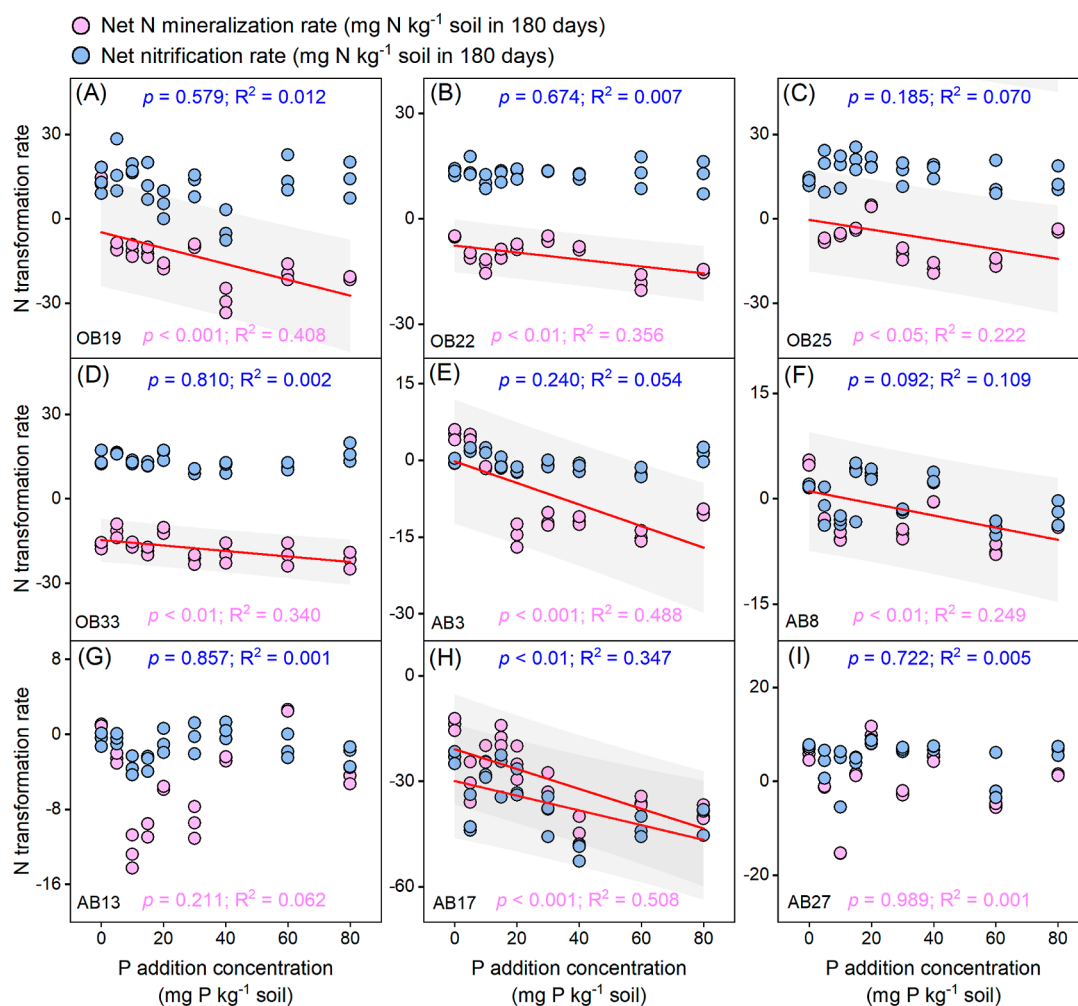 Net N mineralization rate (mg N kg⁻¹ soil in 180 days)
Net nitrification rate (mg N kg⁻¹ soil in 180 days)
(A) p = 0.579; R² = 0.012
(B) p = 0.674; R² = 0.007
(C) p = 0.185; R² = 0.070
30
0
-30
30
0
-30
30
0
-30
N transformation rate
OB19 p < 0.001; R² = 0.408
OB22 p < 0.01; R² = 0.356
OB25 p < 0.05; R² = 0.222
(D) p = 0.810; R² = 0.002
(E) p = 0.240; R² = 0.054
(F) p = 0.092; R² = 0.109
60
30
0
-30
15
0
-15
-30
15
0
-15
N transformation rate
OB33 p < 0.01; R² = 0.340
AB3 p < 0.001; R² = 0.488
AB8 p < 0.01; R² = 0.249
(G) p = 0.857; R² = 0.001
(H) p < 0.01; R² = 0.347
(I) p = 0.722; R² = 0.005
8
0
-8
-16
0
-30
-60
20
0
-20
N transformation rate
AB13 p = 0.211; R² = 0.062
AB17 p < 0.001; R² = 0.508
AB27 p = 0.989; R² = 0.001
0 20 40 60 80
0 20 40 60 80
0 20 40 60 80
P addition concentration
(mg P kg⁻¹ soil)
P addition concentration
(mg P kg⁻¹ soil)
P addition concentration
(mg P kg⁻¹ soil)